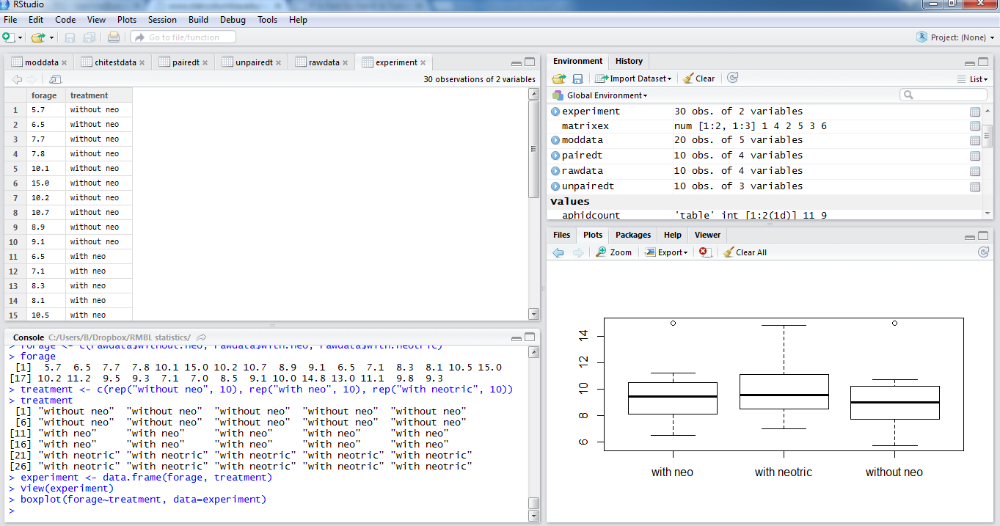 RStudio
File Edit Code View Plots Session Build Debug Tools Help
Go to file/function Project: (None)
moddata chitestdata pairedt unpairedt rawdata experiment
30 observations of 2 variables
forage treatment
1 5.7 without neo
2 6.5 without neo
3 7.7 without neo
4 7.8 without neo
5 10.1 without neo
6 15.0 without neo
7 10.2 without neo
8 10.7 without neo
9 8.9 without neo
10 9.1 without neo
11 6.5 with neo
12 7.1 with neo
13 8.3 with neo
14 8.1 with neo
15 10.5 with neo
Console C:/Users/B/Dropbox/RMBL statistics/
> forage <- c(rawdata$without.neo, rawdata$with.neo, rawdata$with.neotric)
> forage
[1] 5.7 6.5 7.7 7.8 10.1 15.0 10.2 10.7 8.9 9.1 6.5 7.1 8.3 8.1 10.5 15.0
[17] 10.2 11.2 9.5 9.3 7.1 7.0 8.5 9.1 10.0 14.8 13.0 11.1 9.8 9.3
> treatment <- c(rep("without neo", 10), rep("with neo", 10), rep("with neotric", 10))
> treatment
[1] "without neo" "without neo" "without neo" "without neo" "without neo"
[6] "without neo" "without neo" "without neo" "without neo" "without neo"
[11] "with neo" "with neo" "with neo" "with neo" "with neo"
[16] "with neo" "with neo" "with neo" "with neo" "with neo"
[21] "with neotric" "with neotric" "with neotric" "with neotric" "with neotric"
[26] "with neotric" "with neotric" "with neotric" "with neotric" "with neotric"
> experiment <- data.frame(forage, treatment)
> View(experiment)
> boxplot(forage~treatment, data=experiment)
>
Environment History
Import Dataset Clear List
Global Environment
experiment 30 obs. of 2 variables
matrixex num [1:2, 1:3] 1 4 2 5 3 6
moddata 20 obs. of 5 variables
pairedt 10 obs. of 4 variables
rawdata 10 obs. of 4 variables
unpairedt 10 obs. of 3 variables
Values
aphidcount 'table' int [1:2(1d)] 11 9
Files Plots Packages Help Viewer
Zoom Export Clear All
14
12
10
8
6
with neo with neotric without neo